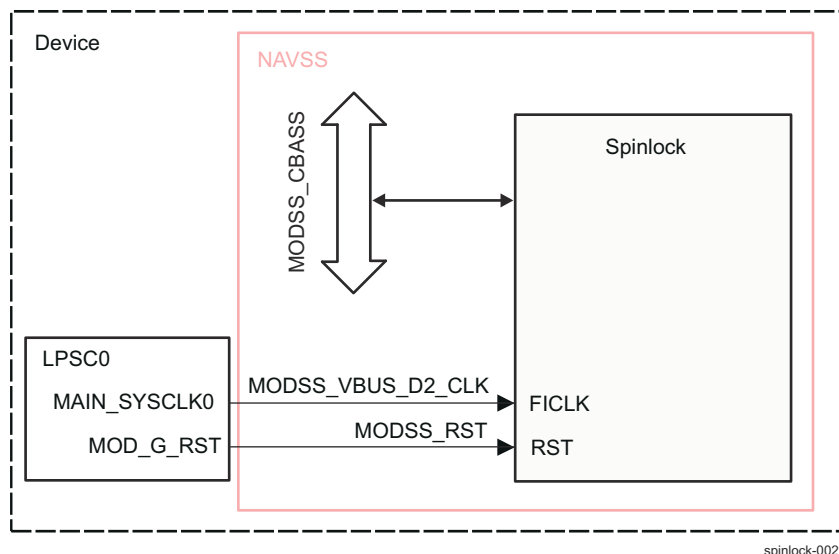 Device
NAVSS
MODSS_CBASS
Spinlock
LPSC0
MAIN_SYSCLK0
MODSS_VBUS_D2_CLK
FICLK
MOD_G_RST
MODSS_RST
RST
spinlock-002